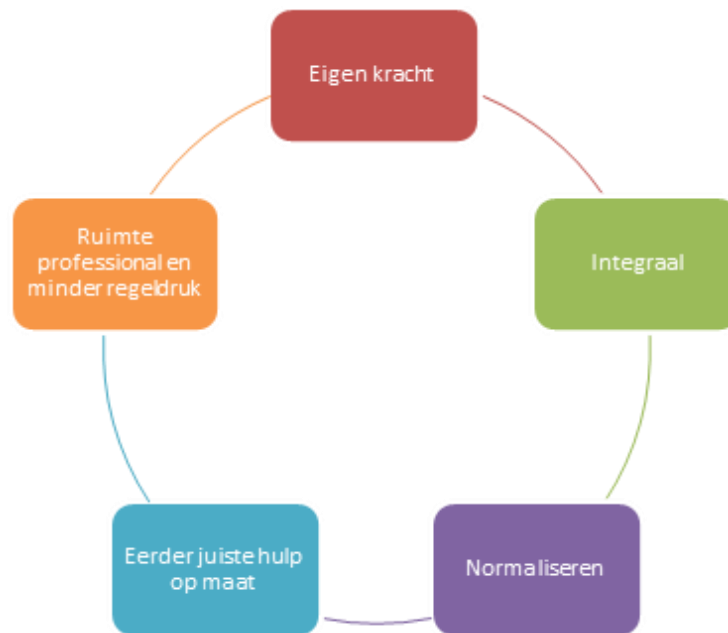 Eigen kracht
Integraal
Normaliseren
Eerder juiste hulp
op maat
Ruimte
professional en
minder regeldruk